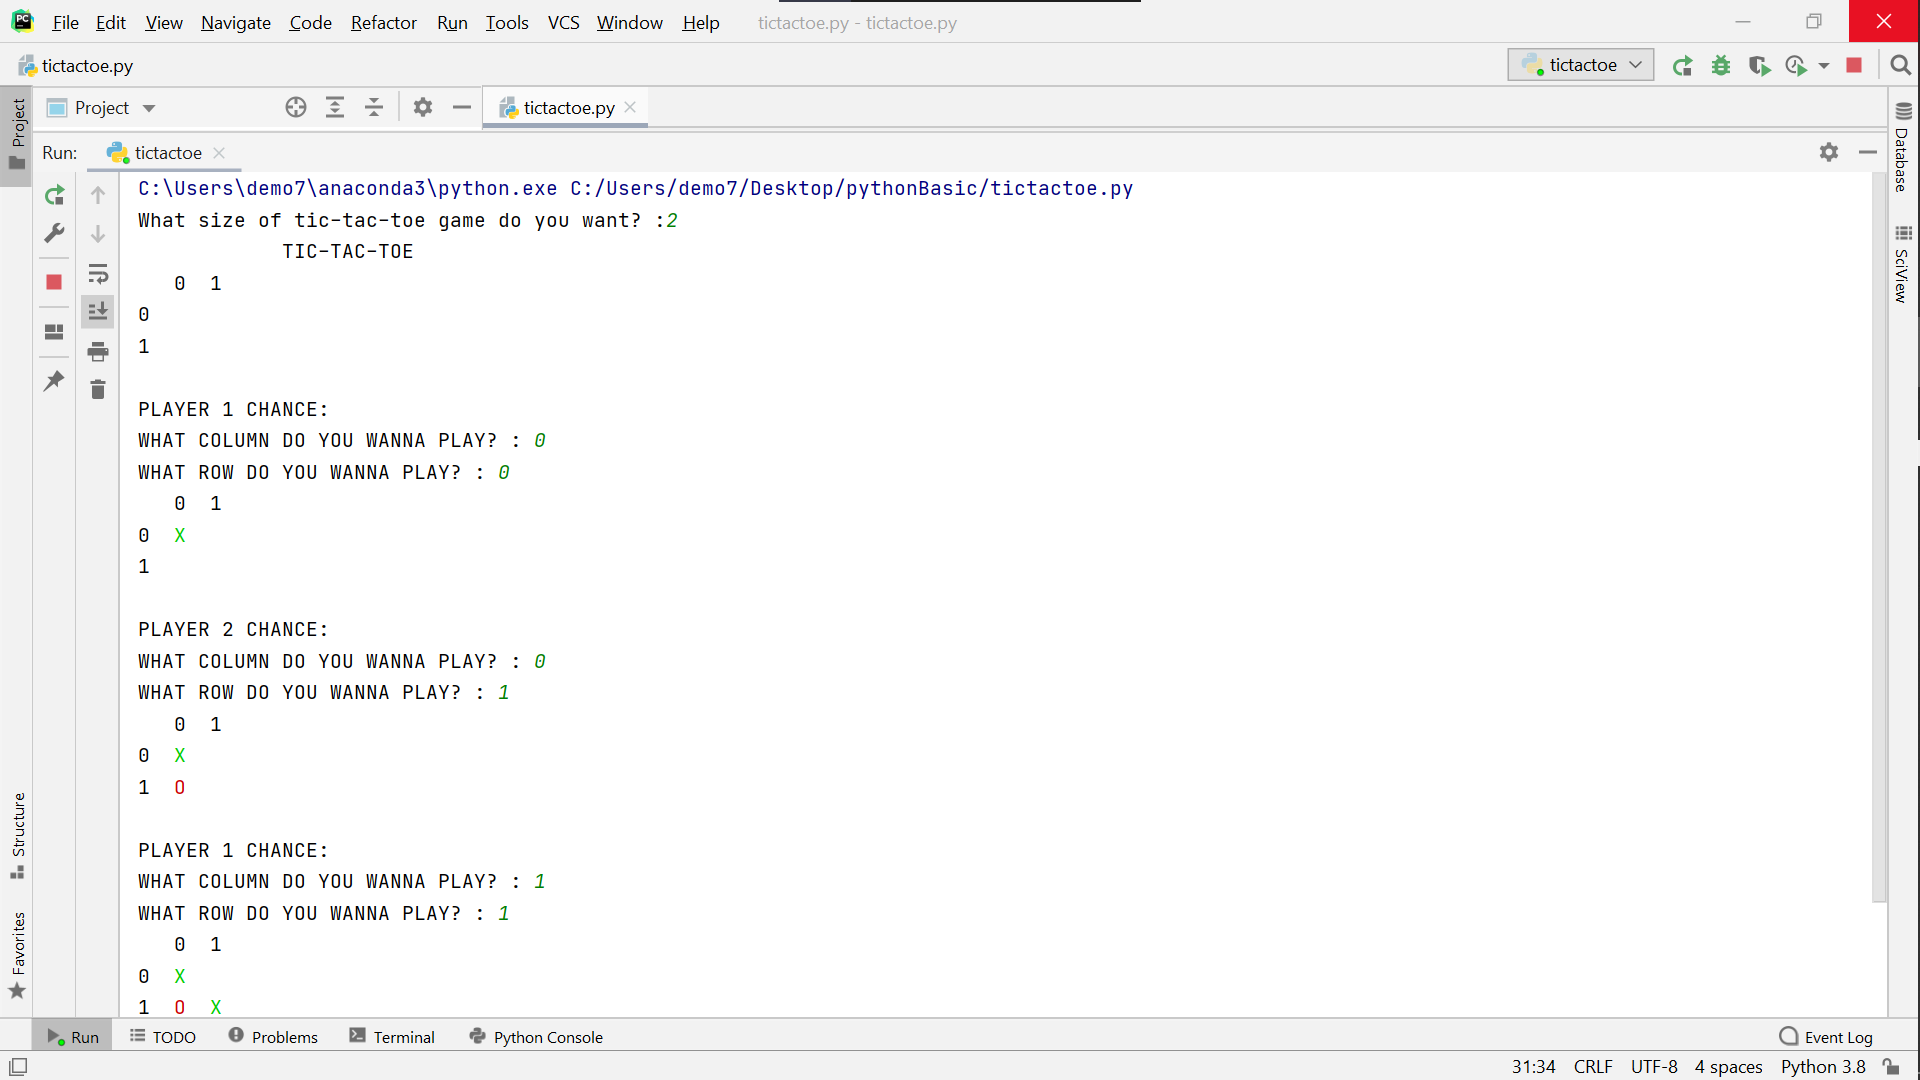 File Edit View Navigate Code Refactor Run Tools VCS Window Help tictactoe.py - tictactoe.py
tictactoe.py
tictactoe
Project
tictactoe.py
Project
Run: tictactoe
C:\Users\demo7\anaconda3\python.exe C:/Users/demo7/Desktop/pythonBasic/tictactoe.py
What size of tic-tac-toe game do you want? :2
TIC-TAC-TOE
0 1
0
1
PLAYER 1 CHANCE:
WHAT COLUMN DO YOU WANNA PLAY? : 0
WHAT ROW DO YOU WANNA PLAY? : 0
0 1
0 X
1
PLAYER 2 CHANCE:
WHAT COLUMN DO YOU WANNA PLAY? : 0
WHAT ROW DO YOU WANNA PLAY? : 1
0 1
0 X
1 O
PLAYER 1 CHANCE:
WHAT COLUMN DO YOU WANNA PLAY? : 1
WHAT ROW DO YOU WANNA PLAY? : 1
0 1
0 X
1 O X
Database
SciView
Structure
Favorites
Run TODO Problems Terminal Python Console Event Log
31:34 CRLF UTF-8 4 spaces Python 3.8